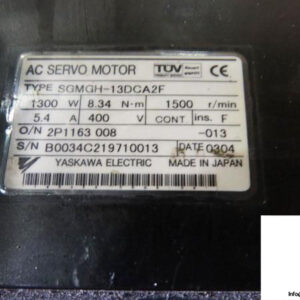 AC SERVO MOTOR TÜV CE
TYPE SGMGH-13DCA2F
1300 W 8.34 N-m 1500 r/min
5.4 A 400 V CONT ins. F
O/N 2P1163 008 -013
S/N B0034C219710013 DATE 0304
YASKAWA ELECTRIC MADE IN JAPAN